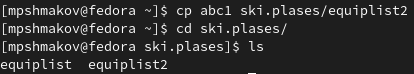 [mpshmakov@fedora ~]$ cp abc1 ski.plases/equiplist2
[mpshmakov@fedora ~]$ cd ski.plases/
[mpshmakov@fedora ski.plases]$ ls
equiplist  equiplist2